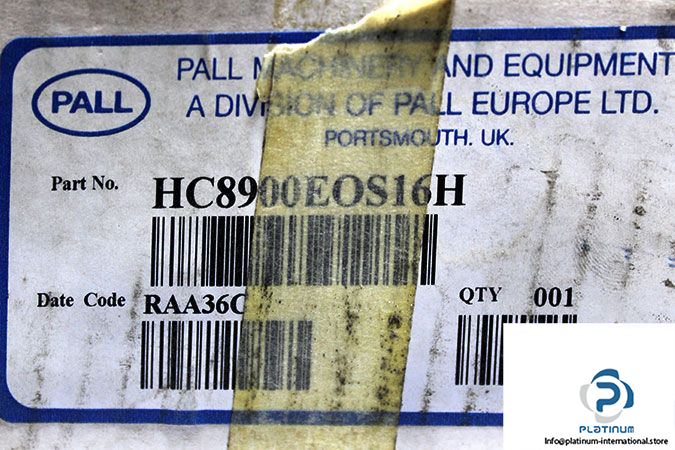 PALL MACHINERY AND EQUIPMENT
PALL
A DIVISION OF PALL EUROPE LTD.
PORTSMOUTH. UK.
Part No. HC8900EOS16H
Date Code RAA36C QTY 001
PLATINUM
Info@platinum-international.store